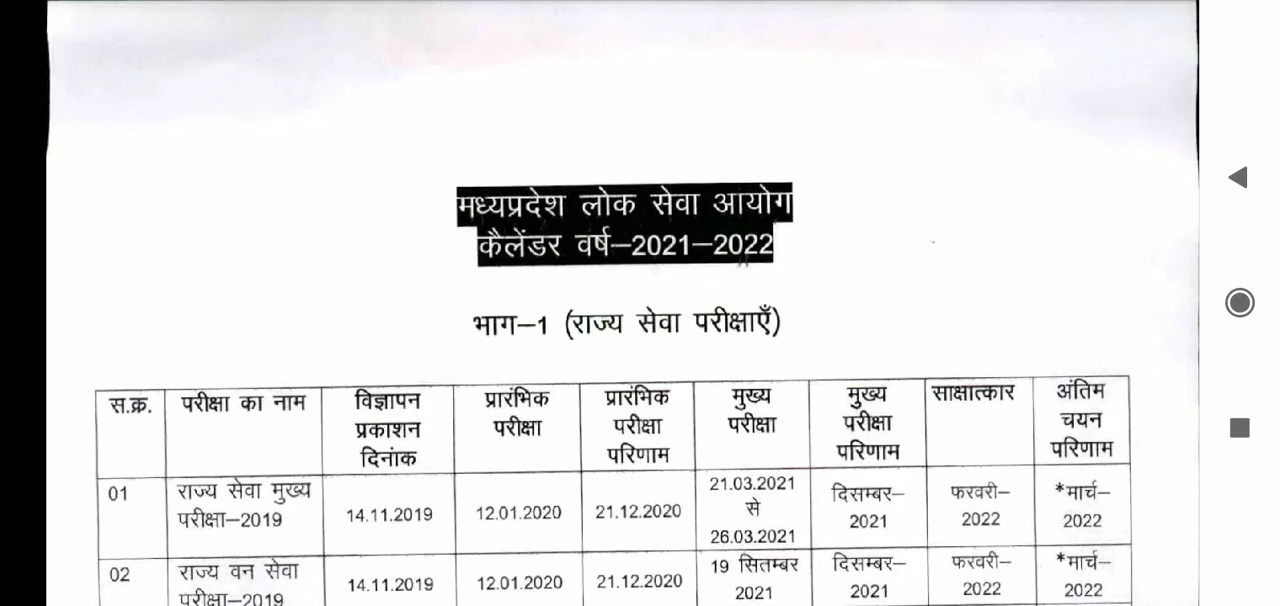 मध्यप्रदेश लोक सेवा आयोग
कैलेंडर वर्ष–2021–2022
भाग–1 (राज्य सेवा परीक्षाएँ)
स.क्र. परीक्षा का नाम विज्ञापन प्रकाशन दिनांक प्रारंभिक परीक्षा प्रारंभिक परीक्षा परिणाम मुख्य परीक्षा मुख्य परीक्षा परिणाम साक्षात्कार अंतिम चयन परिणाम
01 राज्य सेवा मुख्य परीक्षा–2019 14.11.2019 12.01.2020 21.12.2020 21.03.2021 से 26.03.2021 दिसम्बर–2021 फरवरी–2022 *मार्च–2022
02 राज्य वन सेवा परीक्षा–2019 14.11.2019 12.01.2020 21.12.2020 19 सितम्बर 2021 दिसम्बर–2021 फरवरी–2022 *मार्च–2022